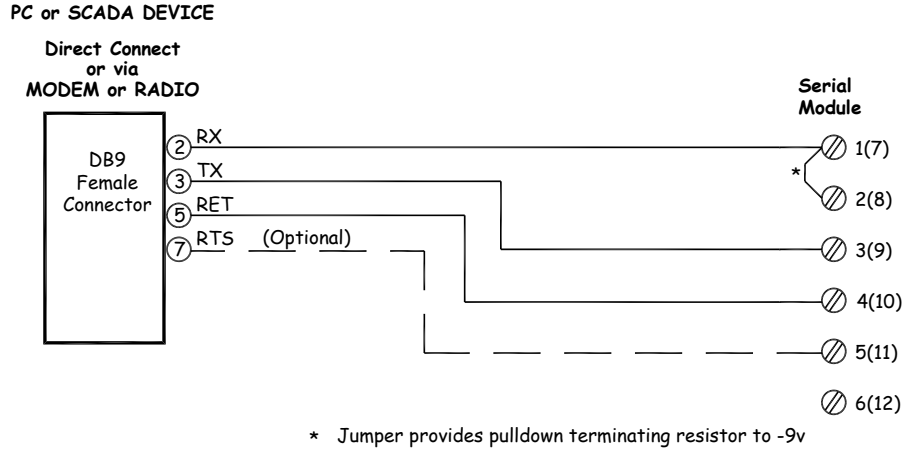 PC or SCADA DEVICE
Direct Connect
or via
MODEM or RADIO
Serial
Module
DB9
Female
Connector
2 RX
3 TX
5 RET
7 RTS (Optional)
1(7)
*
2(8)
3(9)
4(10)
5(11)
6(12)
* Jumper provides pulldown terminating resistor to -9v